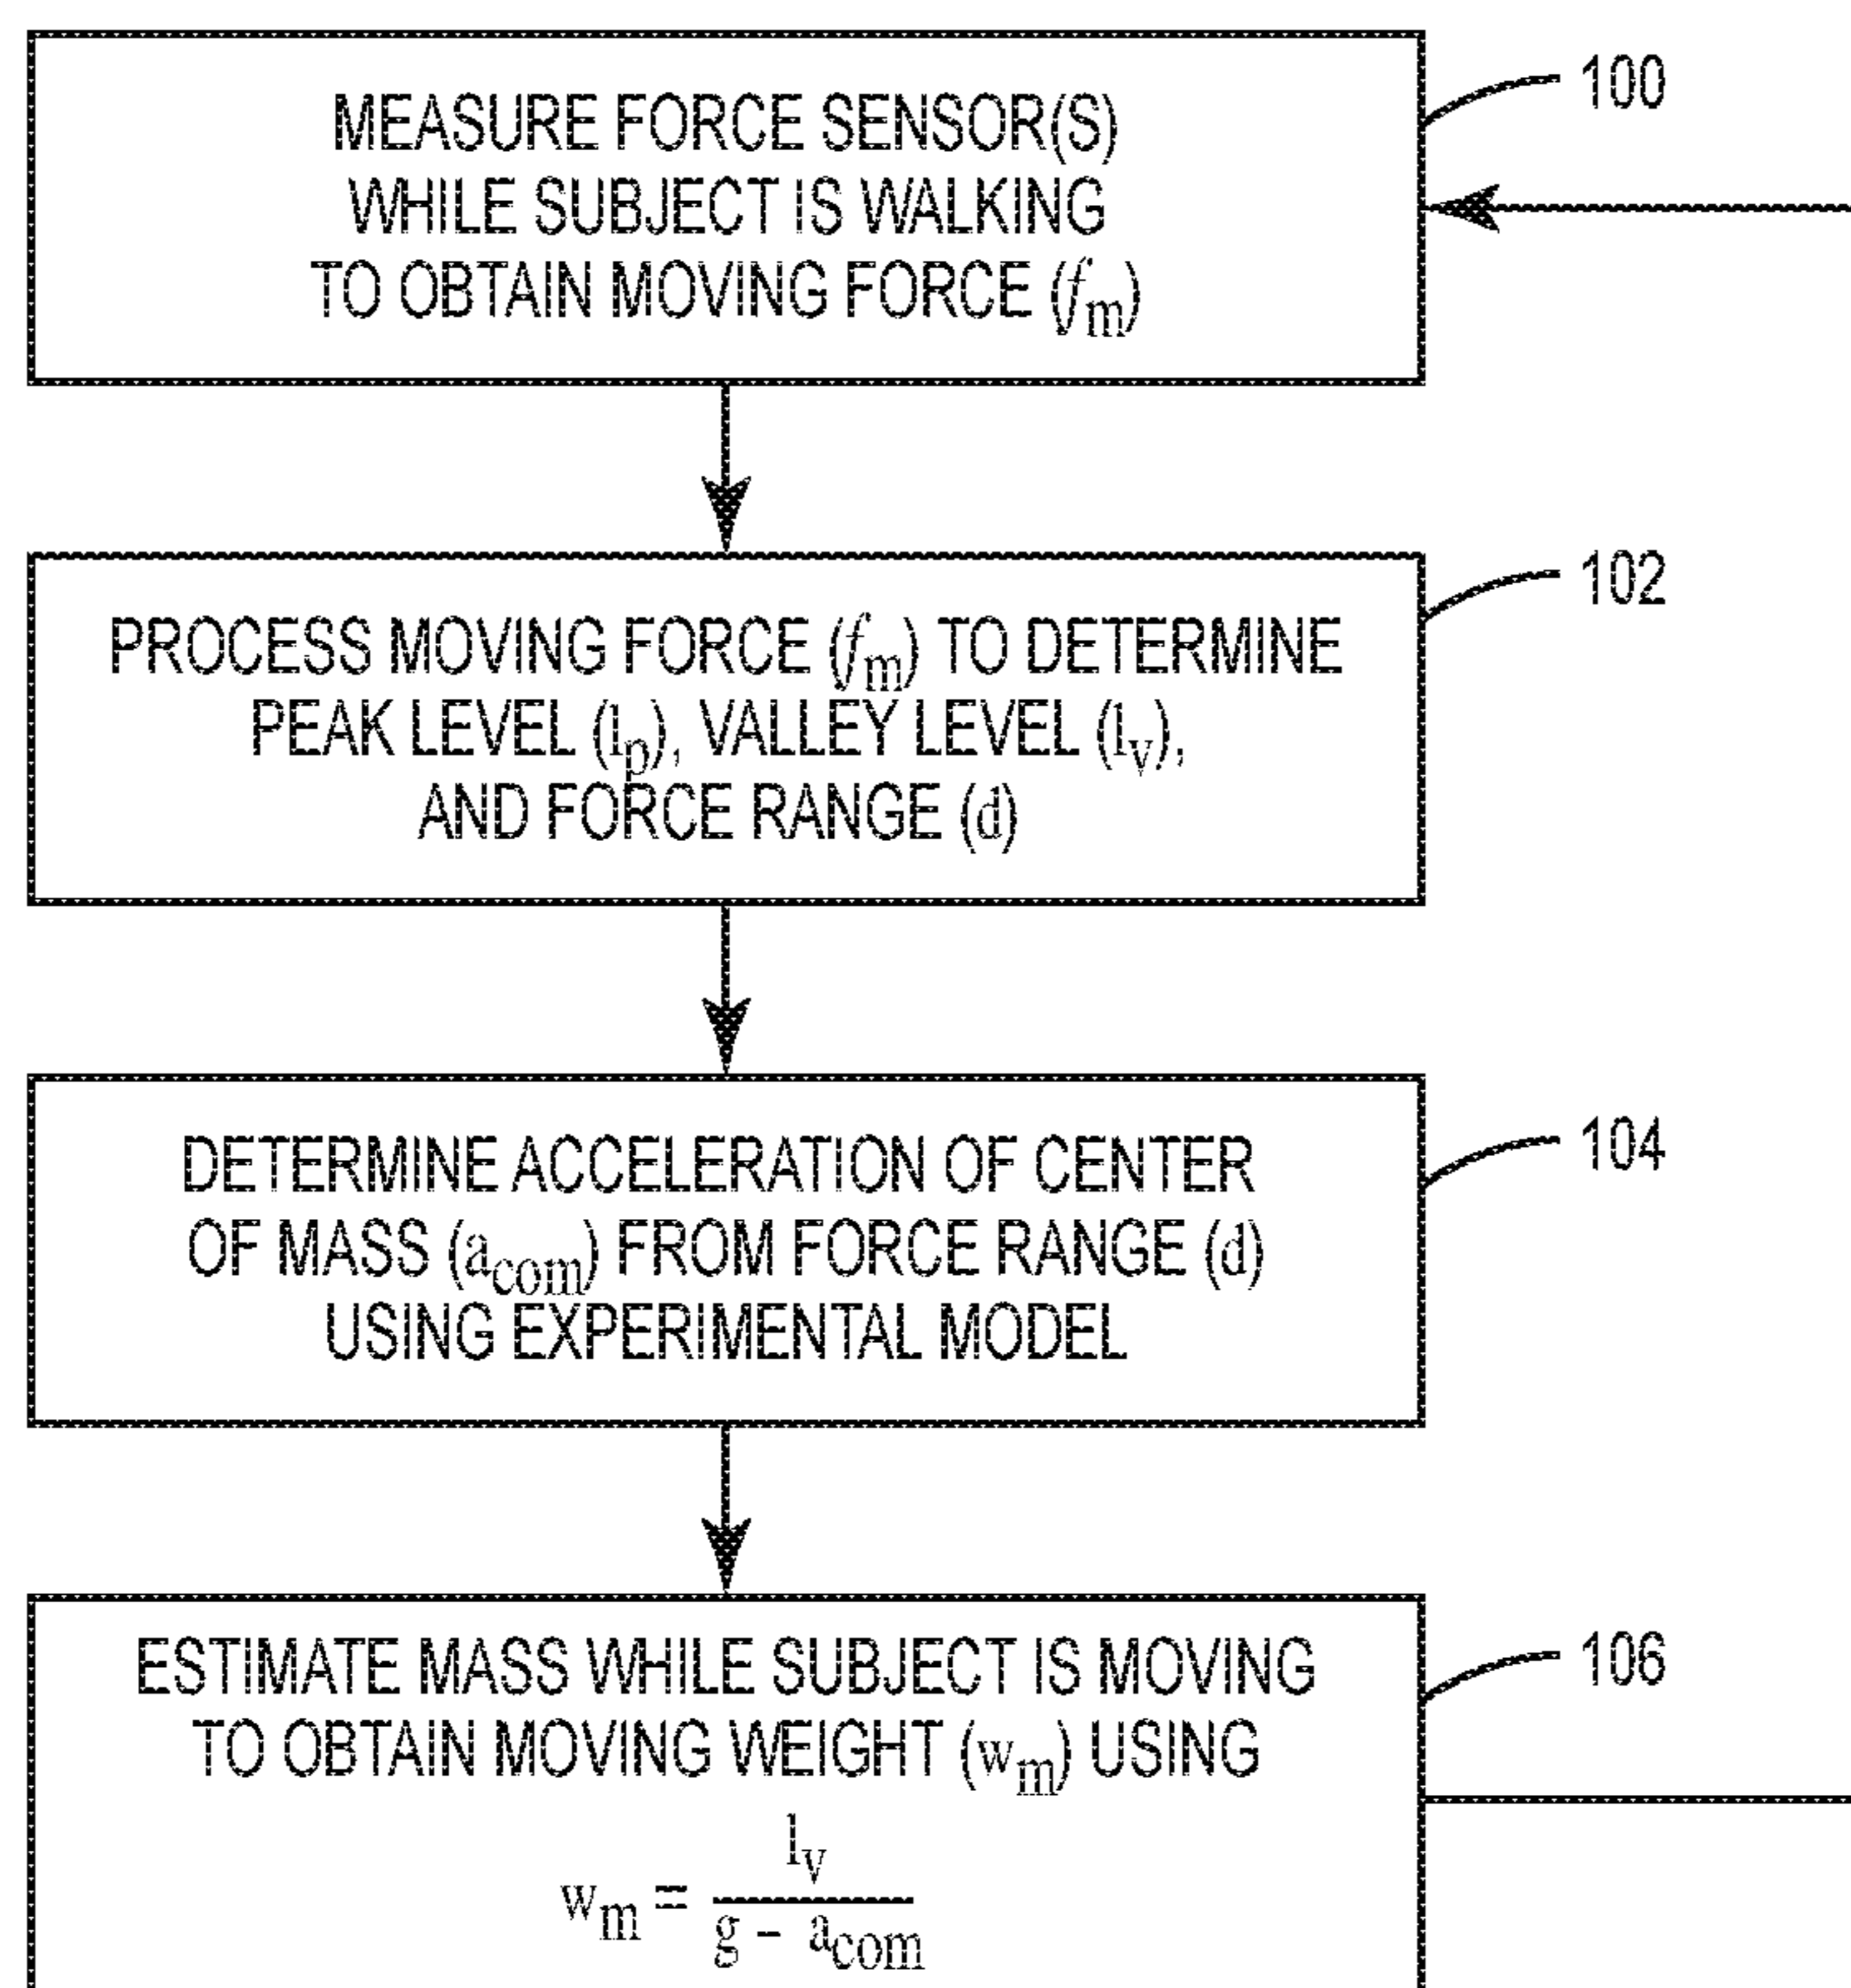 MEASURE FORCE SENSOR(S)
WHILE SUBJECT IS WALKING
TO OBTAIN MOVING FORCE (fm)
100
PROCESS MOVING FORCE (fm) TO DETERMINE
PEAK LEVEL (lp), VALLEY LEVEL (lv),
AND FORCE RANGE (d)
102
DETERMINE ACCELERATION OF CENTER
OF MASS (acom) FROM FORCE RANGE (d)
USING EXPERIMENTAL MODEL
104
ESTIMATE MASS WHILE SUBJECT IS MOVING
TO OBTAIN MOVING WEIGHT (wm) USING
wm = lv / (g - acom)
106